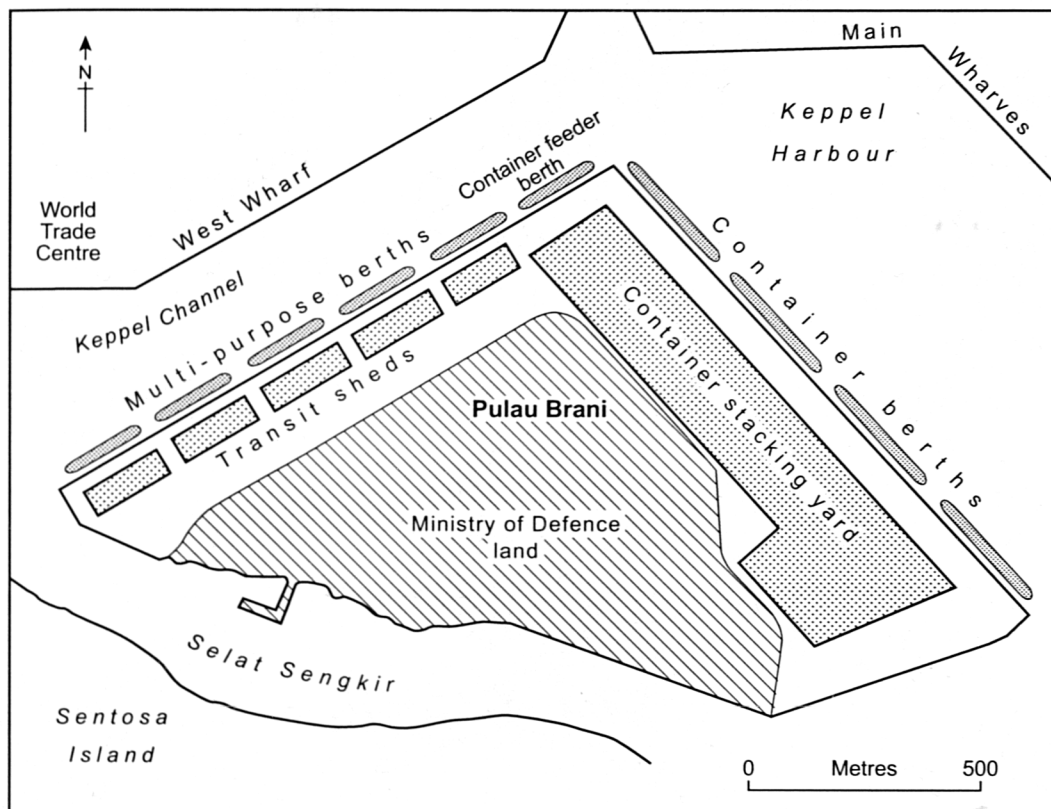 N
Main
Wharves
Keppel
Harbour
World
Trade
Centre
West Wharf
Container feeder
berth
Keppel Channel
Multi-purpose berths
Transit sheds
Container berths
Container stacking yard
Pulau Brani
Ministry of Defence
land
Selat Sengkir
Sentosa
Island
0 Metres 500